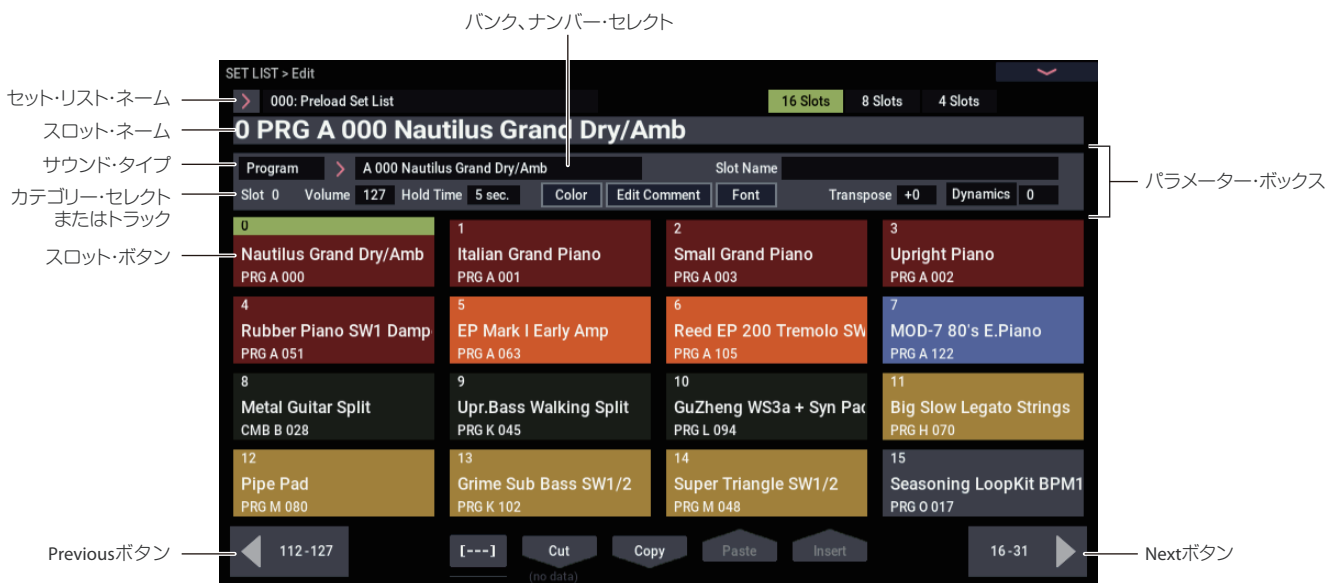 バンク、ナンバー・セレクト
SET LIST > Edit
セット・リスト・ネーム
000: Preload Set List
16 Slots 8 Slots 4 Slots
スロット・ネーム
0 PRG A 000 Nautilus Grand Dry/Amb
サウンド・タイプ
Program A 000 Nautilus Grand Dry/Amb Slot Name
パラメーター・ボックス
カテゴリー・セレクト
またはトラック
Slot 0 Volume 127 Hold Time 5 sec. Color Edit Comment Font Transpose +0 Dynamics 0
スロット・ボタン
0
Nautilus Grand Dry/Amb
PRG A 000
1
Italian Grand Piano
PRG A 001
2
Small Grand Piano
PRG A 003
3
Upright Piano
PRG A 002
4
Rubber Piano SW1 Damp
PRG A 051
5
EP Mark I Early Amp
PRG A 063
6
Reed EP 200 Tremolo SW
PRG A 105
7
MOD-7 80's E.Piano
PRG A 122
8
Metal Guitar Split
CMB B 028
9
Upr.Bass Walking Split
PRG K 045
10
GuZheng WS3a + Syn Pad
PRG L 094
11
Big Slow Legato Strings
PRG H 070
12
Pipe Pad
PRG M 080
13
Grime Sub Bass SW1/2
PRG K 102
14
Super Triangle SW1/2
PRG M 048
15
Seasoning LoopKit BPM1
PRG O 017
Previousボタン
112-127 [---] Cut Copy Paste Insert 16-31
(no data)
Nextボタン